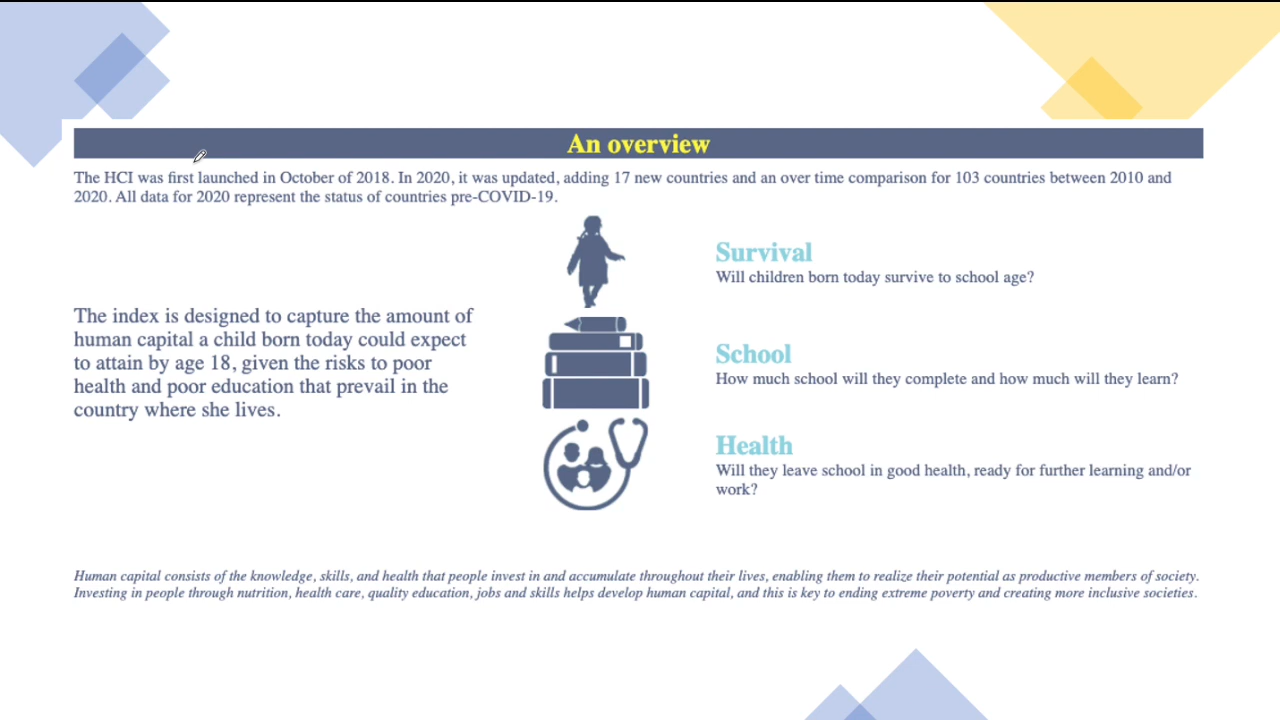 An overview
The HCI was first launched in October of 2018. In 2020, it was updated, adding 17 new countries and an over time comparison for 103 countries between 2010 and
2020. All data for 2020 represent the status of countries pre-COVID-19.
The index is designed to capture the amount of
human capital a child born today could expect
to attain by age 18, given the risks to poor
health and poor education that prevail in the
country where she lives.
Survival
Will children born today survive to school age?
School
How much school will they complete and how much will they learn?
Health
Will they leave school in good health, ready for further learning and/or
work?
Human capital consists of the knowledge, skills, and health that people invest in and accumulate throughout their lives, enabling them to realize their potential as productive members of society.
Investing in people through nutrition, health care, quality education, jobs and skills helps develop human capital, and this is key to ending extreme poverty and creating more inclusive societies.